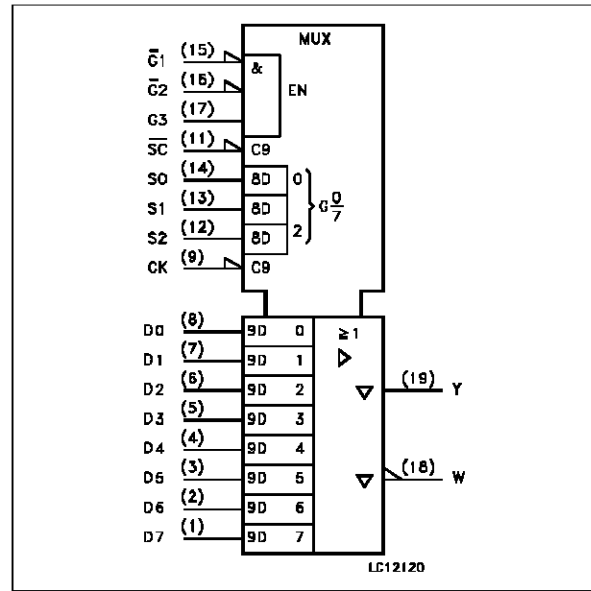 MUX
G̅1 (15) &
G̅2 (16) EN
G3 (17)
S̅C̅ (11) C9
S0 (14) 8D 0
S1 (13) 8D G 0/7
S2 (12) 8D 2
CK (9) C9
D0 (8) 9D 0 ≥1
D1 (7) 9D 1
D2 (6) 9D 2 (19) Y
D3 (5) 9D 3
D4 (4) 9D 4
D5 (3) 9D 5 (18) W
D6 (2) 9D 6
D7 (1) 9D 7
LC12120